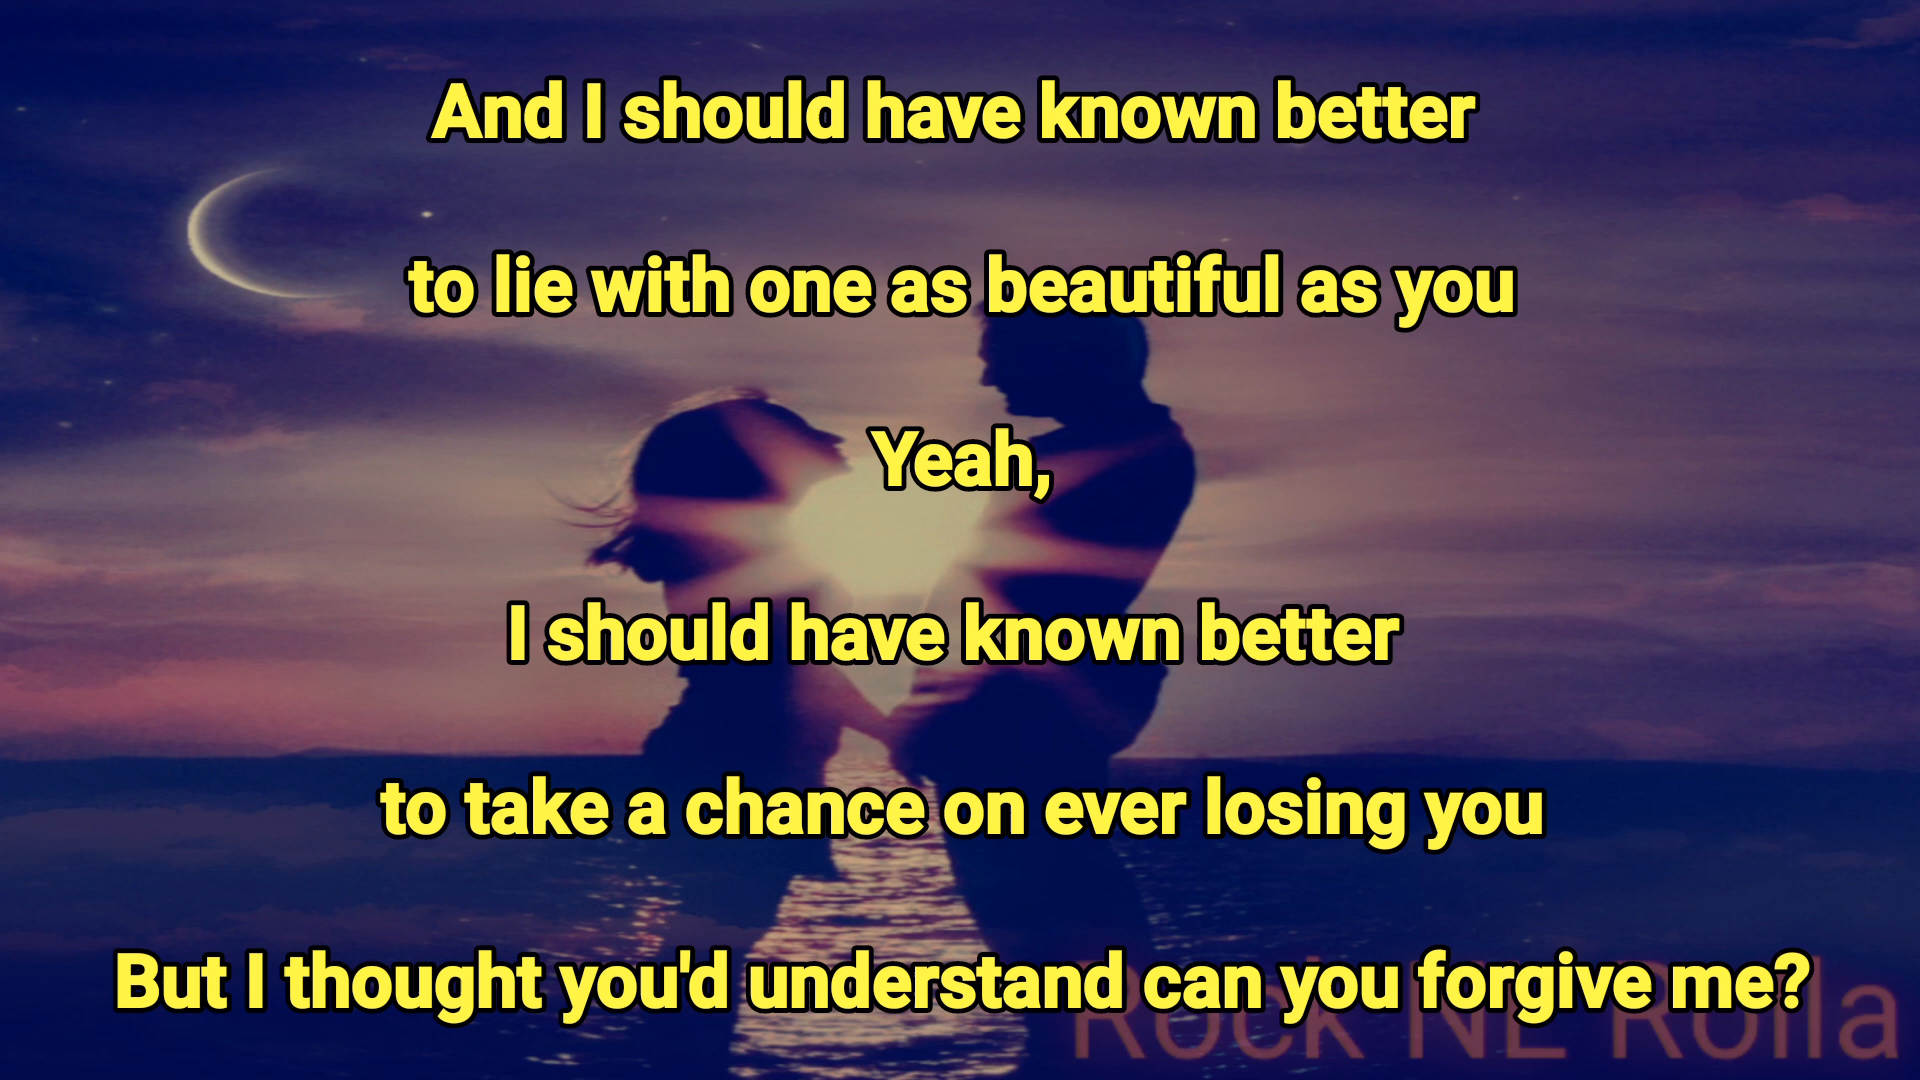 And I should have known better
to lie with one as beautiful as you
Yeah,
I should have known better
to take a chance on ever losing you
But I thought you'd understand can you forgive me?
Rock NE Rolla